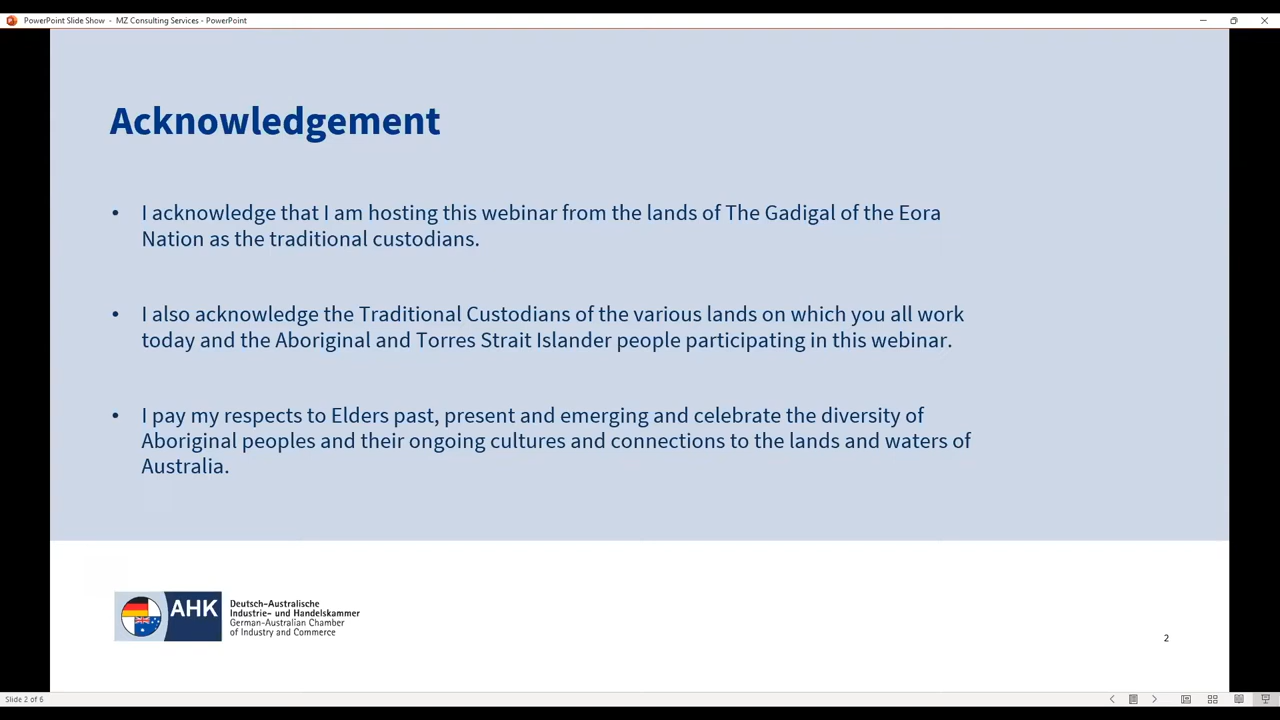 PowerPoint Slide Show - MZ Consulting Services - PowerPoint
Acknowledgement
• I acknowledge that I am hosting this webinar from the lands of The Gadigal of the Eora
Nation as the traditional custodians.
• I also acknowledge the Traditional Custodians of the various lands on which you all work
today and the Aboriginal and Torres Strait Islander people participating in this webinar.
• I pay my respects to Elders past, present and emerging and celebrate the diversity of
Aboriginal peoples and their ongoing cultures and connections to the lands and waters of
Australia.
AHK
Deutsch-Australische
Industrie- und Handelskammer
German-Australian Chamber
of Industry and Commerce
2
Slide 2 of 6